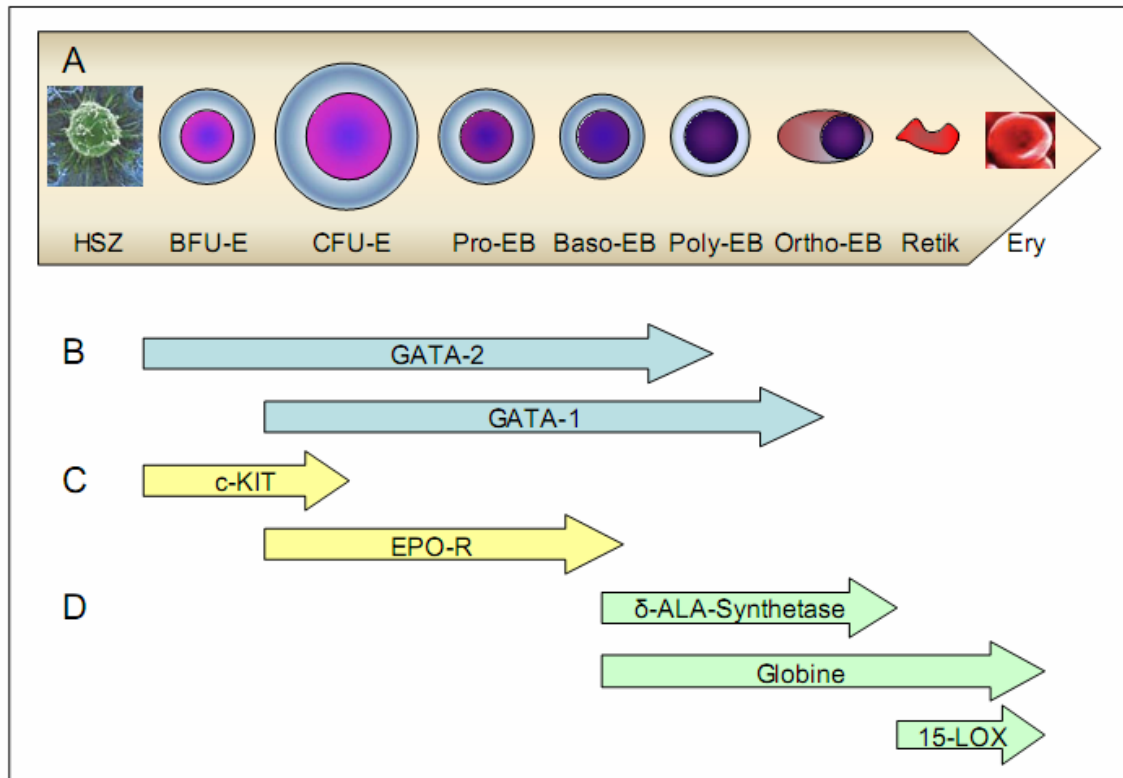 A
HSZ BFU-E CFU-E Pro-EB Baso-EB Poly-EB Ortho-EB Retik Ery
B
GATA-2
GATA-1
C
c-KIT
EPO-R
D
δ-ALA-Synthetase
Globine
15-LOX